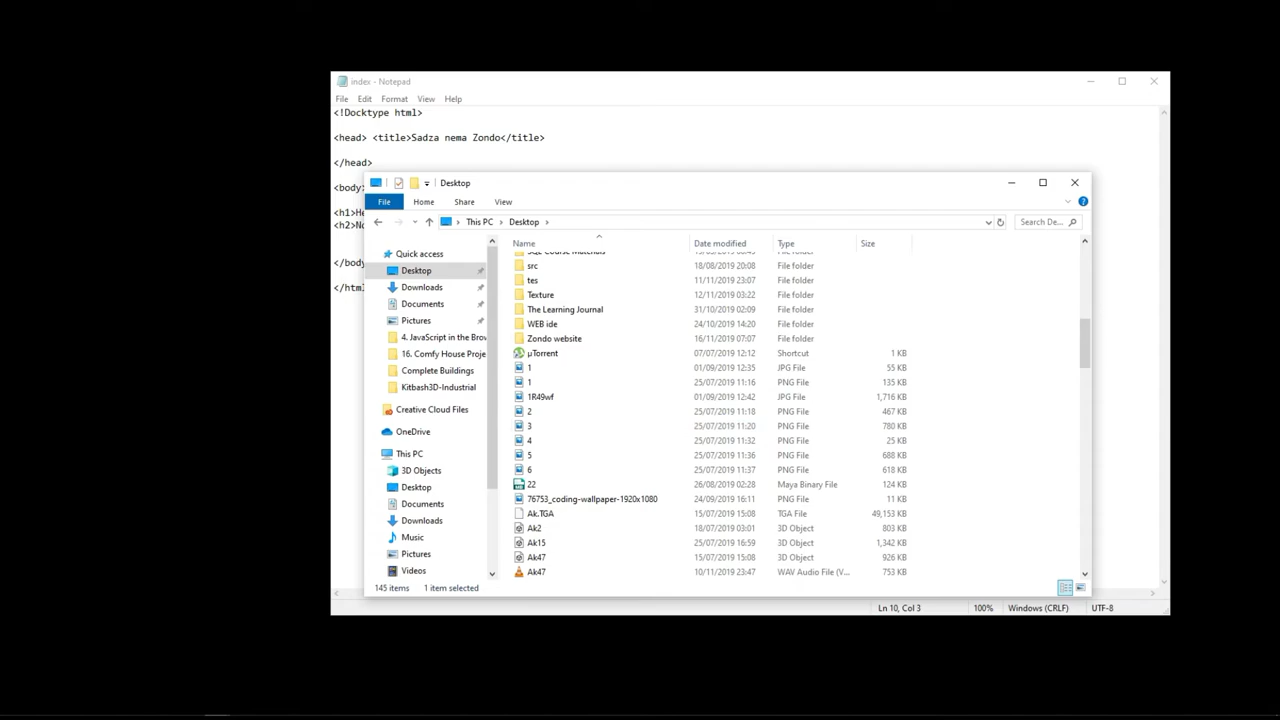 index - Notepad
File Edit Format View Help
<!Docktype html>
<head> <title>Sadza nema Zondo</title>
</head>
<body
<h1>He
<h2>No
</body
</html
Desktop
File Home Share View
This PC Desktop
Search De...
Name Date modified Type Size
Quick access
Desktop
Downloads
Documents
Pictures
4. JavaScript in the Brow
16. Comfy House Proje
Complete Buildings
Kitbash3D-Industrial
Creative Cloud Files
OneDrive
This PC
3D Objects
Desktop
Documents
Downloads
Music
Pictures
Videos
src 18/08/2019 20:08 File folder
tes 11/11/2019 23:07 File folder
Texture 12/11/2019 03:22 File folder
The Learning Journal 31/10/2019 02:09 File folder
WEB ide 24/10/2019 14:20 File folder
Zondo website 16/11/2019 07:07 File folder
µTorrent 07/07/2019 12:12 Shortcut 1 KB
1 01/09/2019 12:35 JPG File 55 KB
1 25/07/2019 11:16 PNG File 135 KB
1R49wf 01/09/2019 12:42 JPG File 1,716 KB
2 25/07/2019 11:18 PNG File 467 KB
3 25/07/2019 11:20 PNG File 780 KB
4 25/07/2019 11:32 PNG File 25 KB
5 25/07/2019 11:36 PNG File 688 KB
6 25/07/2019 11:37 PNG File 618 KB
22 26/08/2019 02:28 Maya Binary File 124 KB
76753_coding-wallpaper-1920x1080 24/09/2019 16:11 PNG File 11 KB
Ak.TGA 15/07/2019 15:08 TGA File 49,153 KB
Ak2 18/07/2019 03:01 3D Object 803 KB
Ak15 25/07/2019 16:59 3D Object 1,342 KB
Ak47 15/07/2019 15:08 3D Object 926 KB
Ak47 10/11/2019 23:47 WAV Audio File (V... 753 KB
145 items 1 item selected
Ln 10, Col 3 100% Windows (CRLF) UTF-8